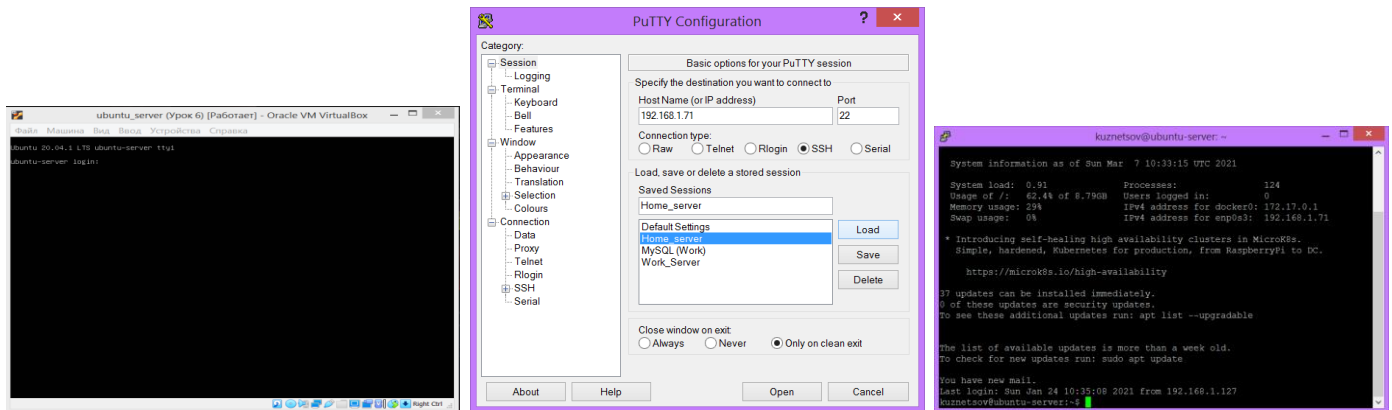 ubuntu_server (Урок 6) [Работает] - Oracle VM VirtualBox
Файл Машина Вид Ввод Устройства Справка
Ubuntu 20.04.1 LTS ubuntu-server tty1
ubuntu-server login:
Right Ctrl
PuTTY Configuration
Category:
Session
Logging
Terminal
Keyboard
Bell
Features
Window
Appearance
Behaviour
Translation
Selection
Colours
Connection
Data
Proxy
Telnet
Rlogin
SSH
Serial
Basic options for your PuTTY session
Specify the destination you want to connect to
Host Name (or IP address) Port
192.168.1.71 22
Connection type:
Raw Telnet Rlogin SSH Serial
Load, save or delete a stored session
Saved Sessions
Home_server
Default Settings
Home_server
MySQL (Work)
Work_Server
Load
Save
Delete
Close window on exit:
Always Never Only on clean exit
About Help Open Cancel
kuznetsov@ubuntu-server: ~
System information as of Sun Mar 7 10:33:15 UTC 2021
System load: 0.91 Processes: 124
Usage of /: 62.4% of 8.79GB Users logged in: 0
Memory usage: 29% IPv4 address for docker0: 172.17.0.1
Swap usage: 0% IPv4 address for enp0s3: 192.168.1.71
* Introducing self-healing high availability clusters in MicroK8s.
Simple, hardened, Kubernetes for production, from RaspberryPi to DC.
https://microk8s.io/high-availability
37 updates can be installed immediately.
0 of these updates are security updates.
To see these additional updates run: apt list --upgradable
The list of available updates is more than a week old.
To check for new updates run: sudo apt update
You have new mail.
Last login: Sun Jan 24 10:35:08 2021 from 192.168.1.127
kuznetsov@ubuntu-server:~$